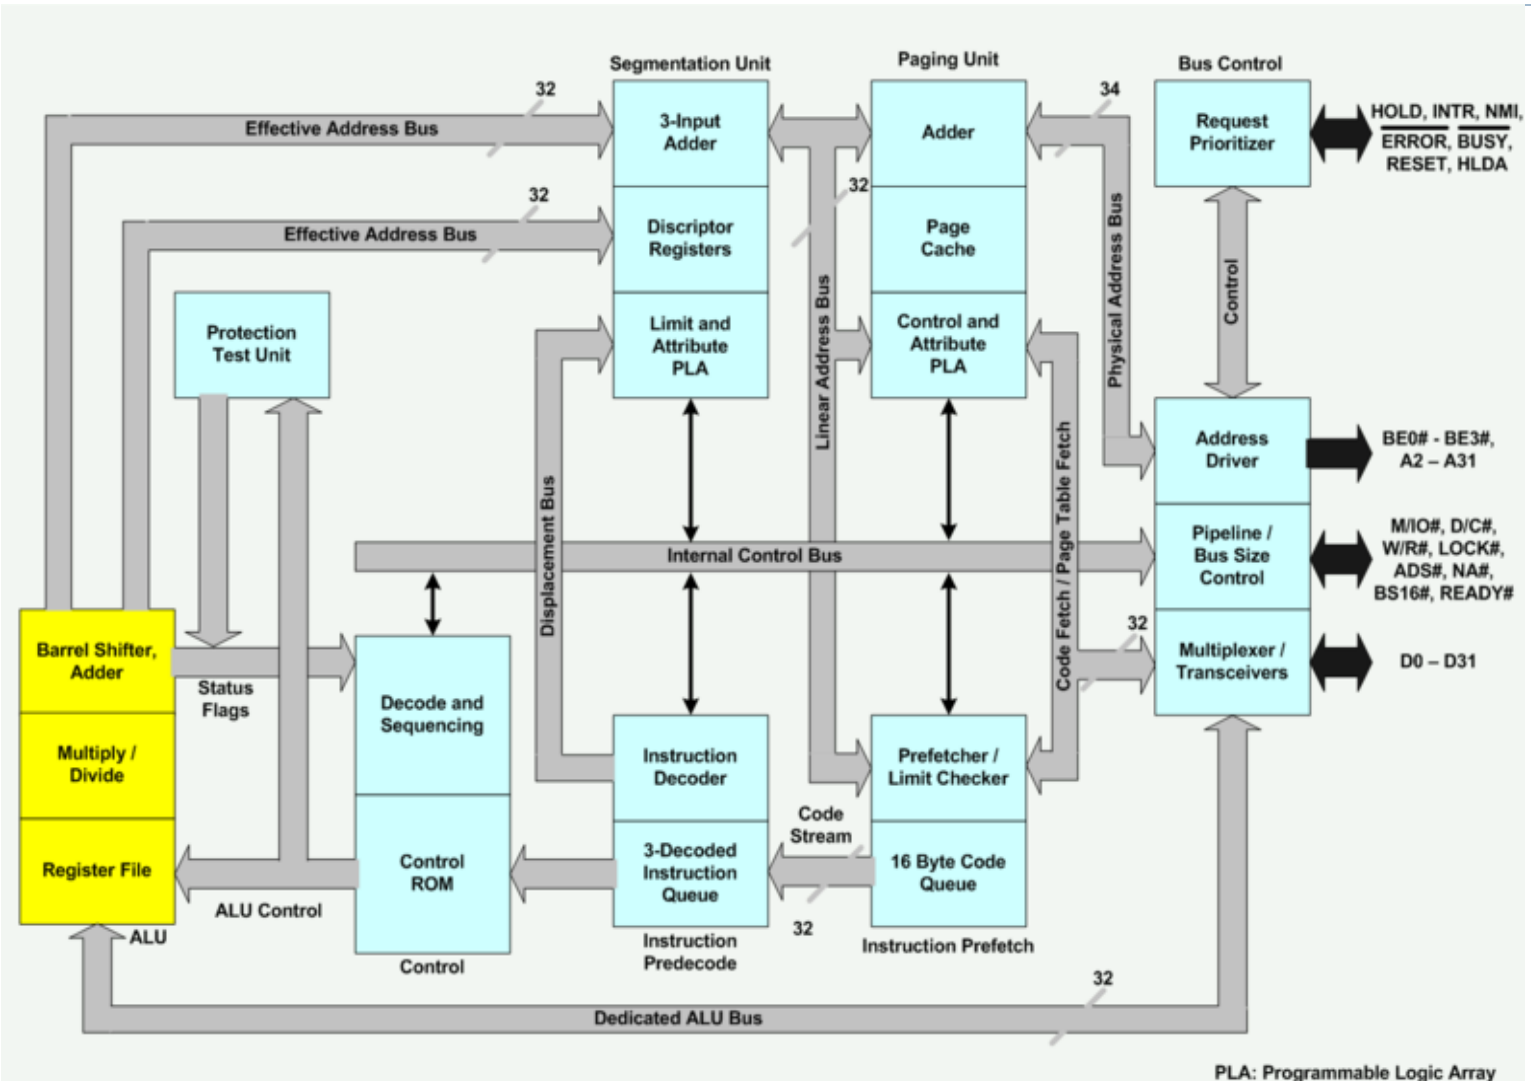 Segmentation Unit
Paging Unit
Bus Control
32
34
Effective Address Bus
3-Input
Adder
Adder
Request
Prioritizer
HOLD, INTR, NMI,
ERROR, BUSY,
RESET, HLDA
32
32
Effective Address Bus
Discriptor
Registers
Page
Cache
Linear Address Bus
Physical Address Bus
Control
Protection
Test Unit
Limit and
Attribute
PLA
Control and
Attribute
PLA
Address
Driver
BE0# - BE3#,
A2 – A31
Displacement Bus
Code Fetch / Page Table Fetch
Internal Control Bus
Pipeline /
Bus Size
Control
M/IO#, D/C#,
W/R#, LOCK#,
ADS#, NA#,
BS16#, READY#
32
Barrel Shifter,
Adder
Status
Flags
Decode and
Sequencing
Multiplexer /
Transceivers
D0 – D31
Multiply /
Divide
Instruction
Decoder
Prefetcher /
Limit Checker
Code
Stream
Register File
ALU Control
Control
ROM
3-Decoded
Instruction
Queue
16 Byte Code
Queue
32
ALU
Control
Instruction
Predecode
Instruction Prefetch
32
Dedicated ALU Bus
PLA: Programmable Logic Array